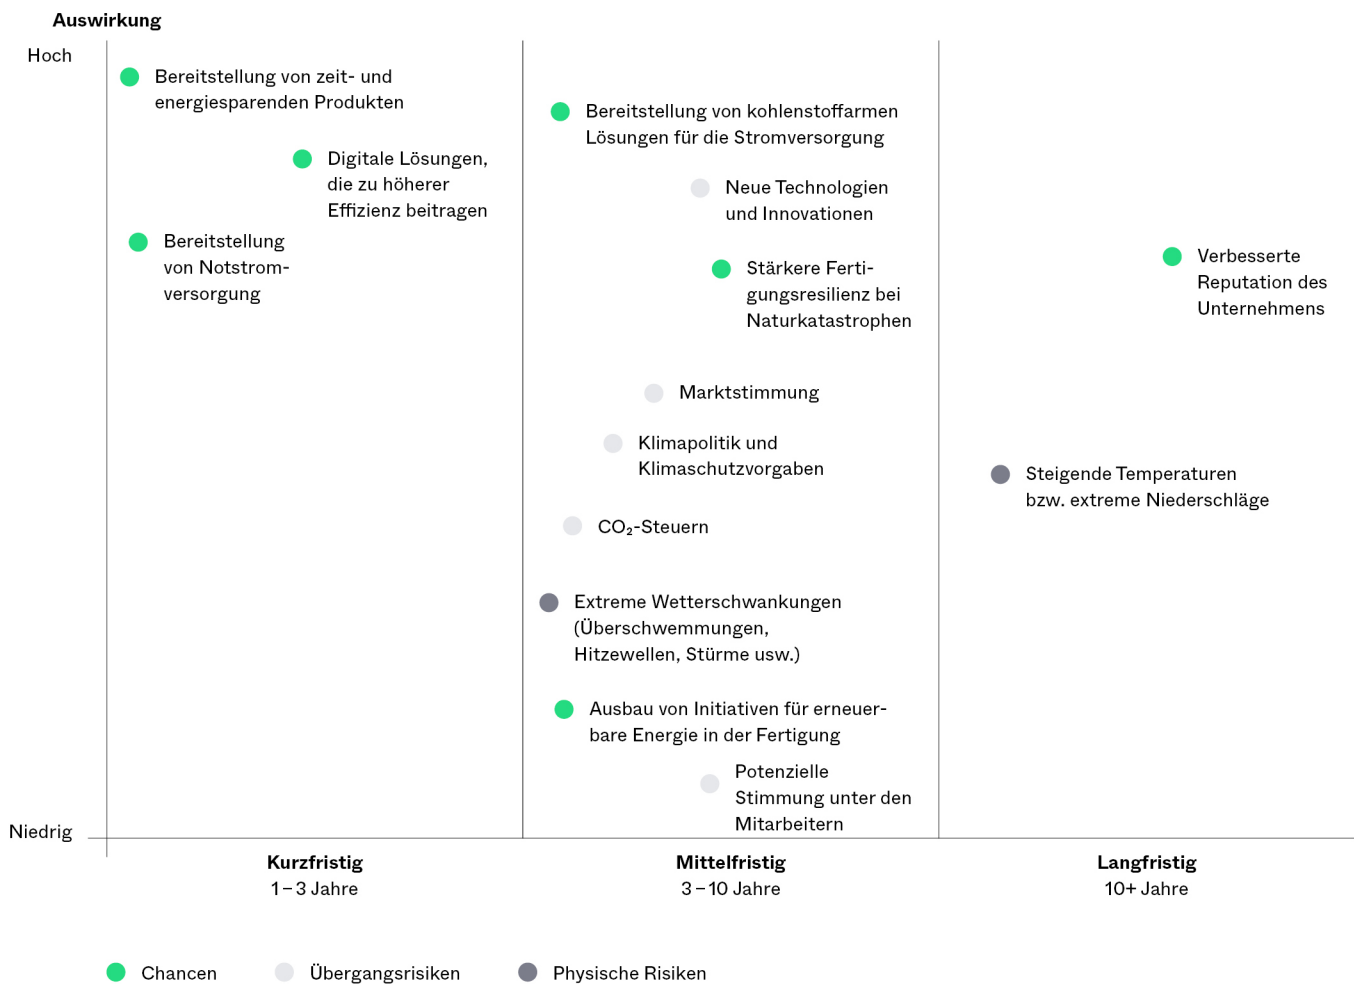 Auswirkung
Hoch
Bereitstellung von zeit- und
energiesparenden Produkten
Digitale Lösungen,
die zu höherer
Effizienz beitragen
Bereitstellung
von Notstrom-
versorgung
Bereitstellung von kohlenstoffarmen
Lösungen für die Stromversorgung
Neue Technologien
und Innovationen
Stärkere Ferti-
gungsresilienz bei
Naturkatastrophen
Marktstimmung
Klimapolitik und
Klimaschutzvorgaben
CO₂-Steuern
Extreme Wetterschwankungen
(Überschwemmungen,
Hitzewellen, Stürme usw.)
Ausbau von Initiativen für erneuer-
bare Energie in der Fertigung
Potenzielle
Stimmung unter den
Mitarbeitern
Verbesserte
Reputation des
Unternehmens
Steigende Temperaturen
bzw. extreme Niederschläge
Niedrig
Kurzfristig
1 – 3 Jahre
Mittelfristig
3 – 10 Jahre
Langfristig
10+ Jahre
Chancen
Übergangsrisiken
Physische Risiken